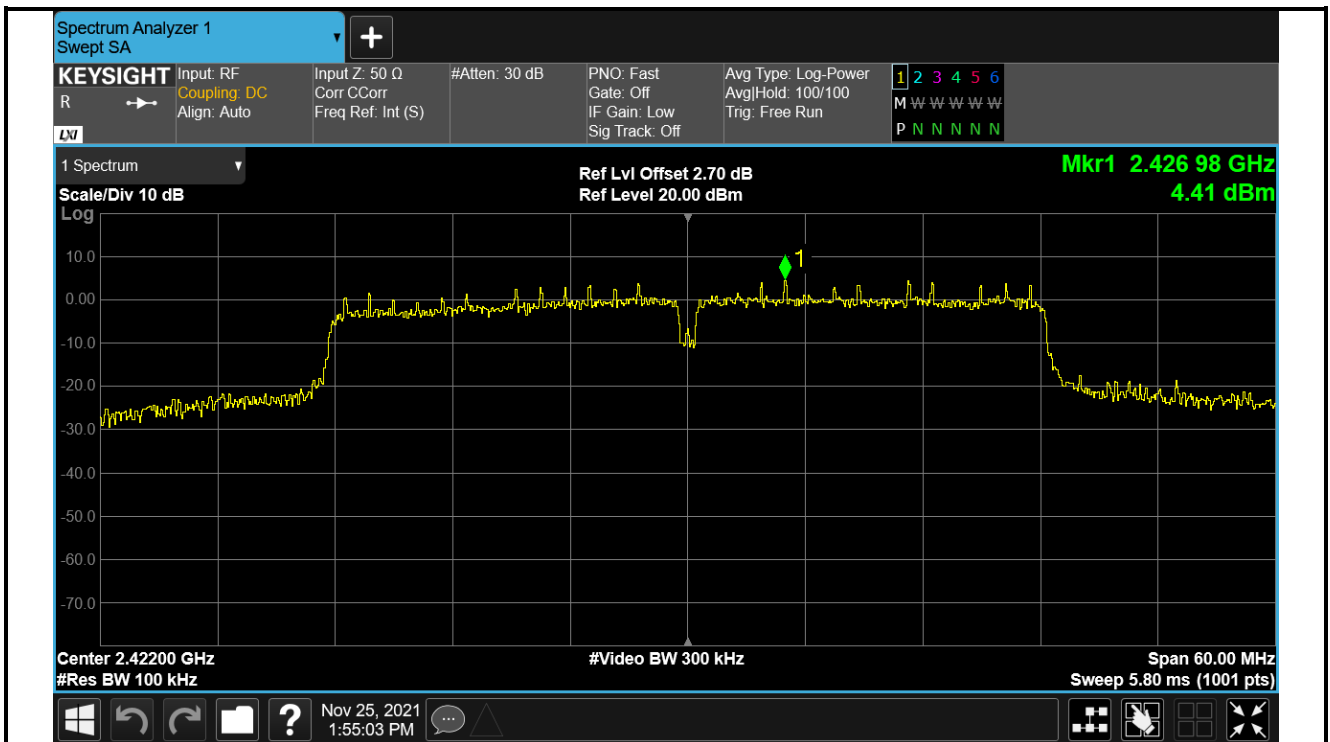 Spectrum Analyzer 1
Swept SA
KEYSIGHT
R
LXI
Input: RF
Coupling: DC
Align: Auto
Input Z: 50 Ω
Corr CCorr
Freq Ref: Int (S)
#Atten: 30 dB
PNO: Fast
Gate: Off
IF Gain: Low
Sig Track: Off
Avg Type: Log-Power
Avg|Hold: 100/100
Trig: Free Run
1 2 3 4 5 6
M W W W W W
P N N N N N
1 Spectrum
Scale/Div 10 dB
Log
Ref Lvl Offset 2.70 dB
Ref Level 20.00 dBm
Mkr1 2.426 98 GHz
4.41 dBm
1
10.0
0.00
-10.0
-20.0
-30.0
-40.0
-50.0
-60.0
-70.0
Center 2.42200 GHz
#Res BW 100 kHz
#Video BW 300 kHz
Span 60.00 MHz
Sweep 5.80 ms (1001 pts)
?
Nov 25, 2021
1:55:03 PM